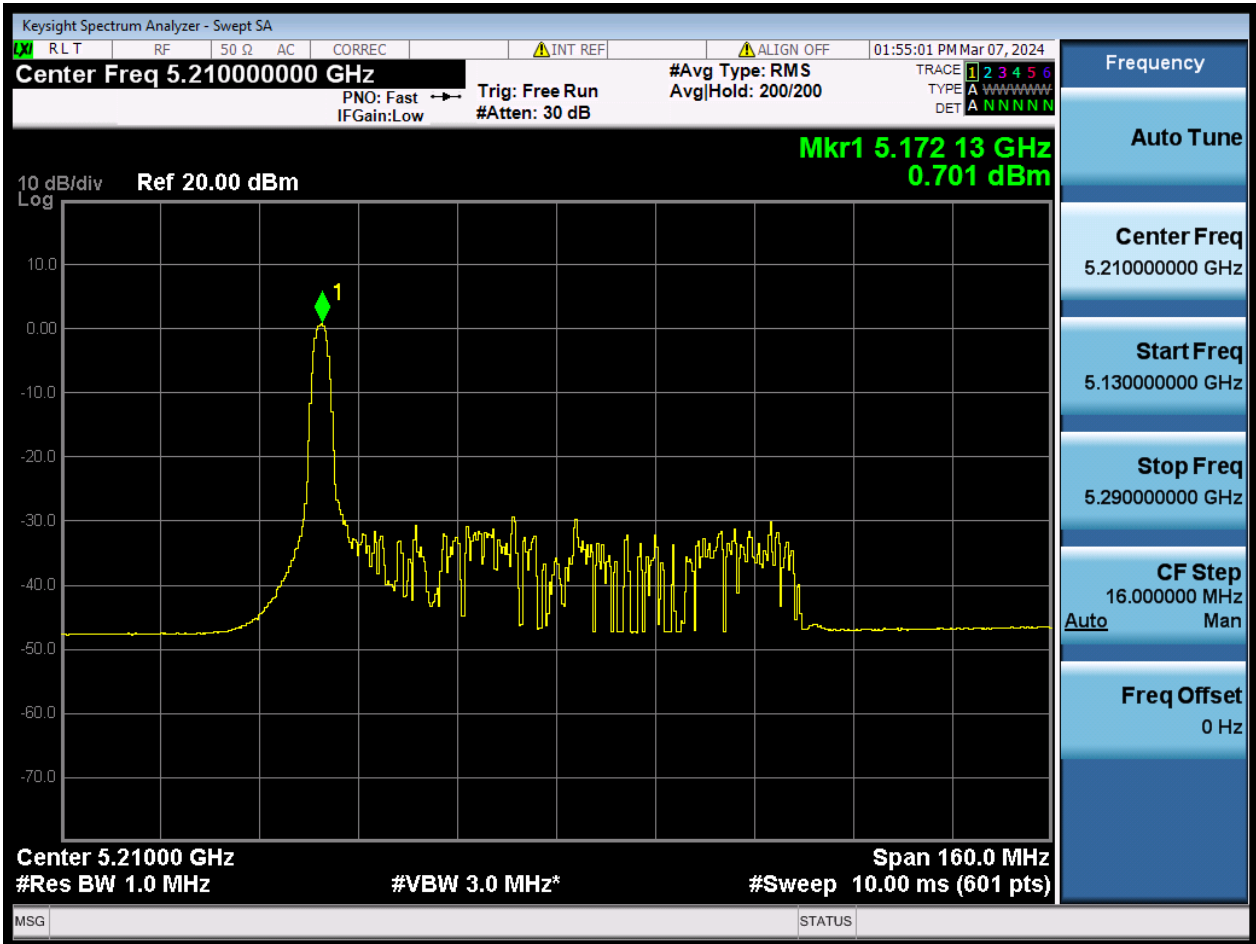 Keysight Spectrum Analyzer - Swept SA
LXI RLT RF 50 Ω AC CORREC INT REF ALIGN OFF 01:55:01 PM Mar 07, 2024
Center Freq 5.210000000 GHz
PNO: Fast
IFGain:Low
Trig: Free Run
#Atten: 30 dB
#Avg Type: RMS
Avg|Hold: 200/200
TRACE 1 2 3 4 5 6
TYPE A WWWWW
DET A N N N N N
Mkr1 5.172 13 GHz
0.701 dBm
10 dB/div Ref 20.00 dBm
Log
1
10.0
0.00
-10.0
-20.0
-30.0
-40.0
-50.0
-60.0
-70.0
Center 5.21000 GHz Span 160.0 MHz
#Res BW 1.0 MHz #VBW 3.0 MHz* #Sweep 10.00 ms (601 pts)
MSG STATUS
Frequency
Auto Tune
Center Freq
5.210000000 GHz
Start Freq
5.130000000 GHz
Stop Freq
5.290000000 GHz
CF Step
16.000000 MHz
Auto Man
Freq Offset
0 Hz